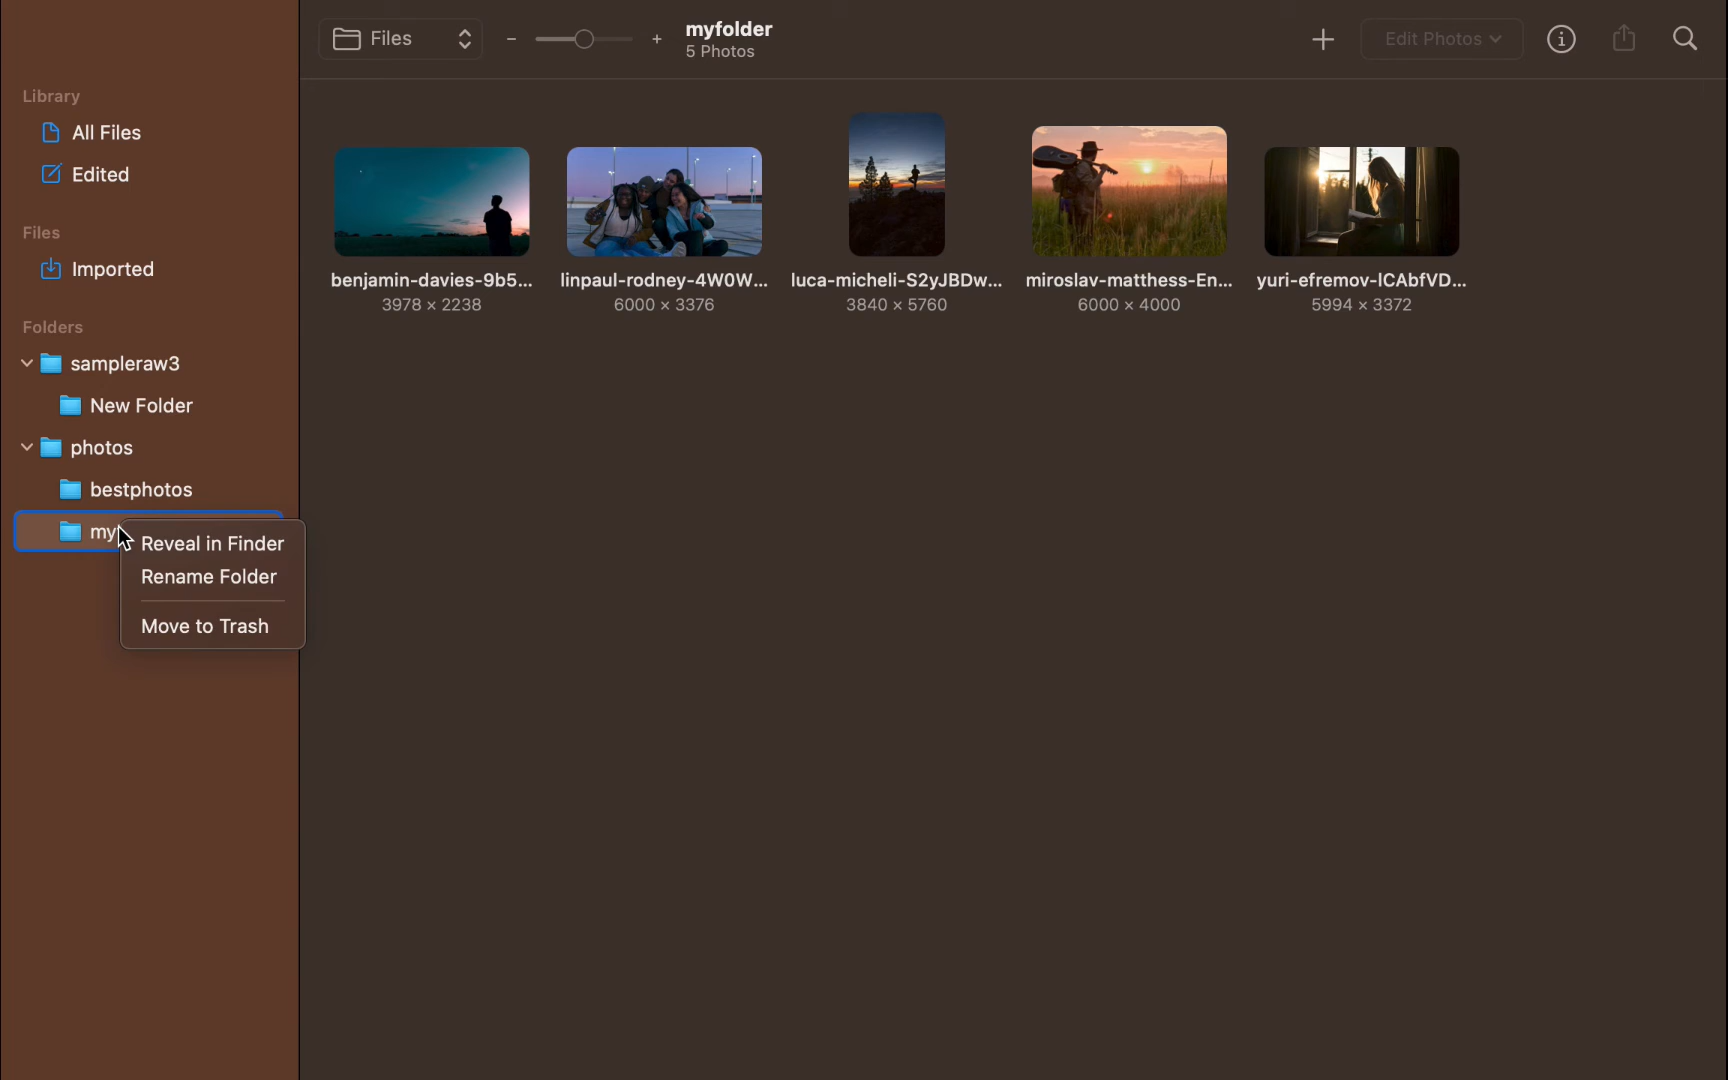 Files
myfolder
5 Photos
Edit Photos
Library
All Files
Edited
Files
Imported
Folders
sampleraw3
New Folder
photos
bestphotos
my
Reveal in Finder
Rename Folder
Move to Trash
benjamin-davies-9b5...
3978 × 2238
linpaul-rodney-4W0W...
6000 × 3376
luca-micheli-S2yJBDw...
3840 × 5760
miroslav-matthess-En...
6000 × 4000
yuri-efremov-ICAbfVD...
5994 × 3372